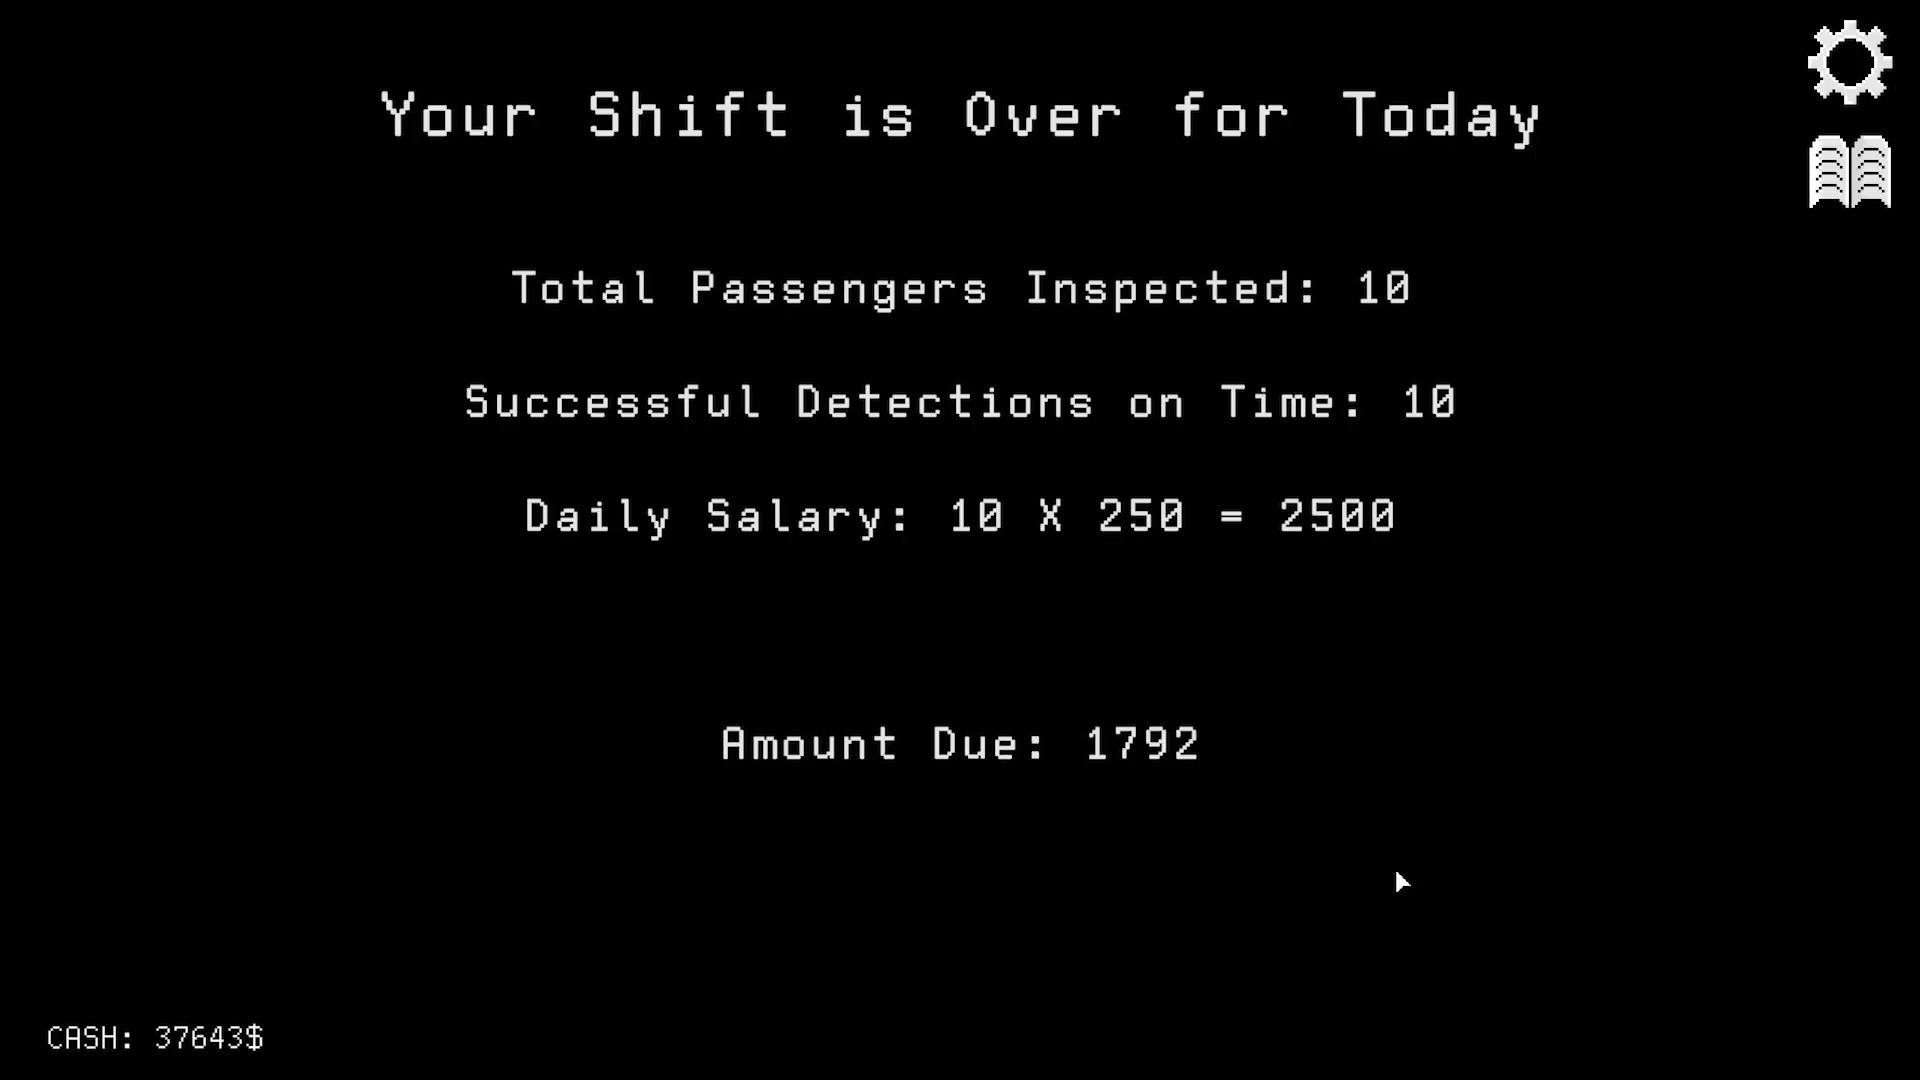 Your Shift is Over for Today
Total Passengers Inspected: 10
Successful Detections on Time: 10
Daily Salary: 10 X 250 = 2500
Amount Due: 1792
CASH: 37643$